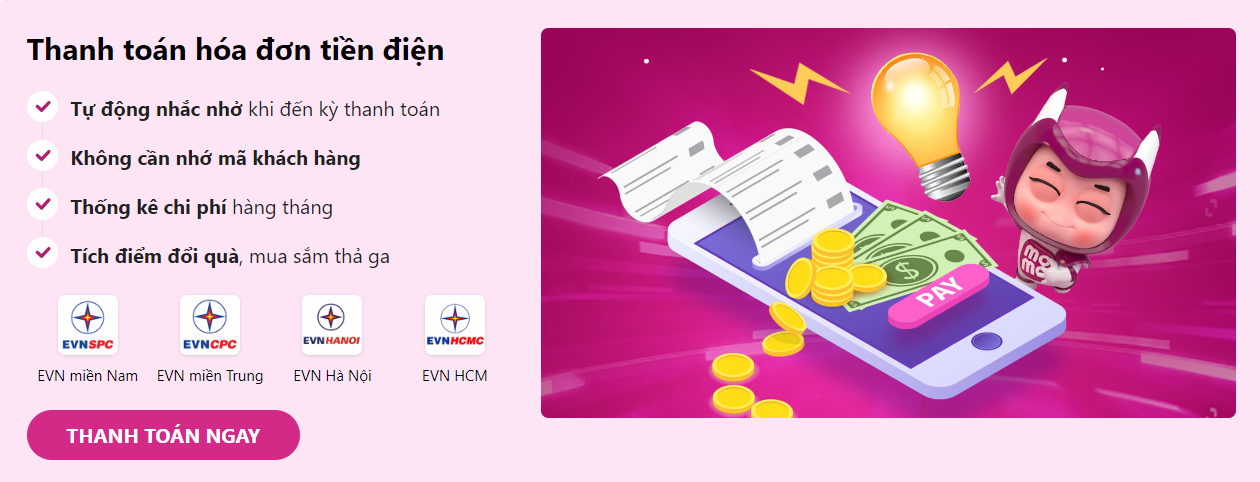 Thanh toán hóa đơn tiền điện
Tự động nhắc nhở khi đến kỳ thanh toán
Không cần nhớ mã khách hàng
Thống kê chi phí hàng tháng
Tích điểm đổi quà, mua sắm thả ga
EVNSPC EVNCPC EVNHANOI EVNHCMC
EVN miền Nam EVN miền Trung EVN Hà Nội EVN HCM
THANH TOÁN NGAY
mo
mo
$
PAY